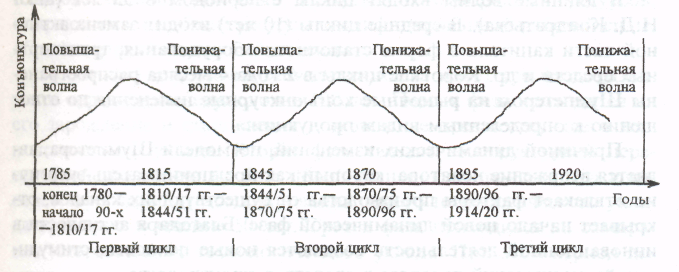 Конъюнктура
Повыша- Понижа- Повыша- Понижа- Повыша- Понижа-
тельная тельная тельная тельная тельная тельная
волна волна волна волна волна волна
1785 1815 1845 1870 1895 1920
Годы
конец 1780— 1810/17 гг.— 1844/51 гг.— 1870/75 гг.— 1890/96 гг.—
начало 90-х 1844/51 гг. 1870/75 гг. 1890/96 гг. 1914/20 гг.
—1810/17 гг.
Первый цикл Второй цикл Третий цикл